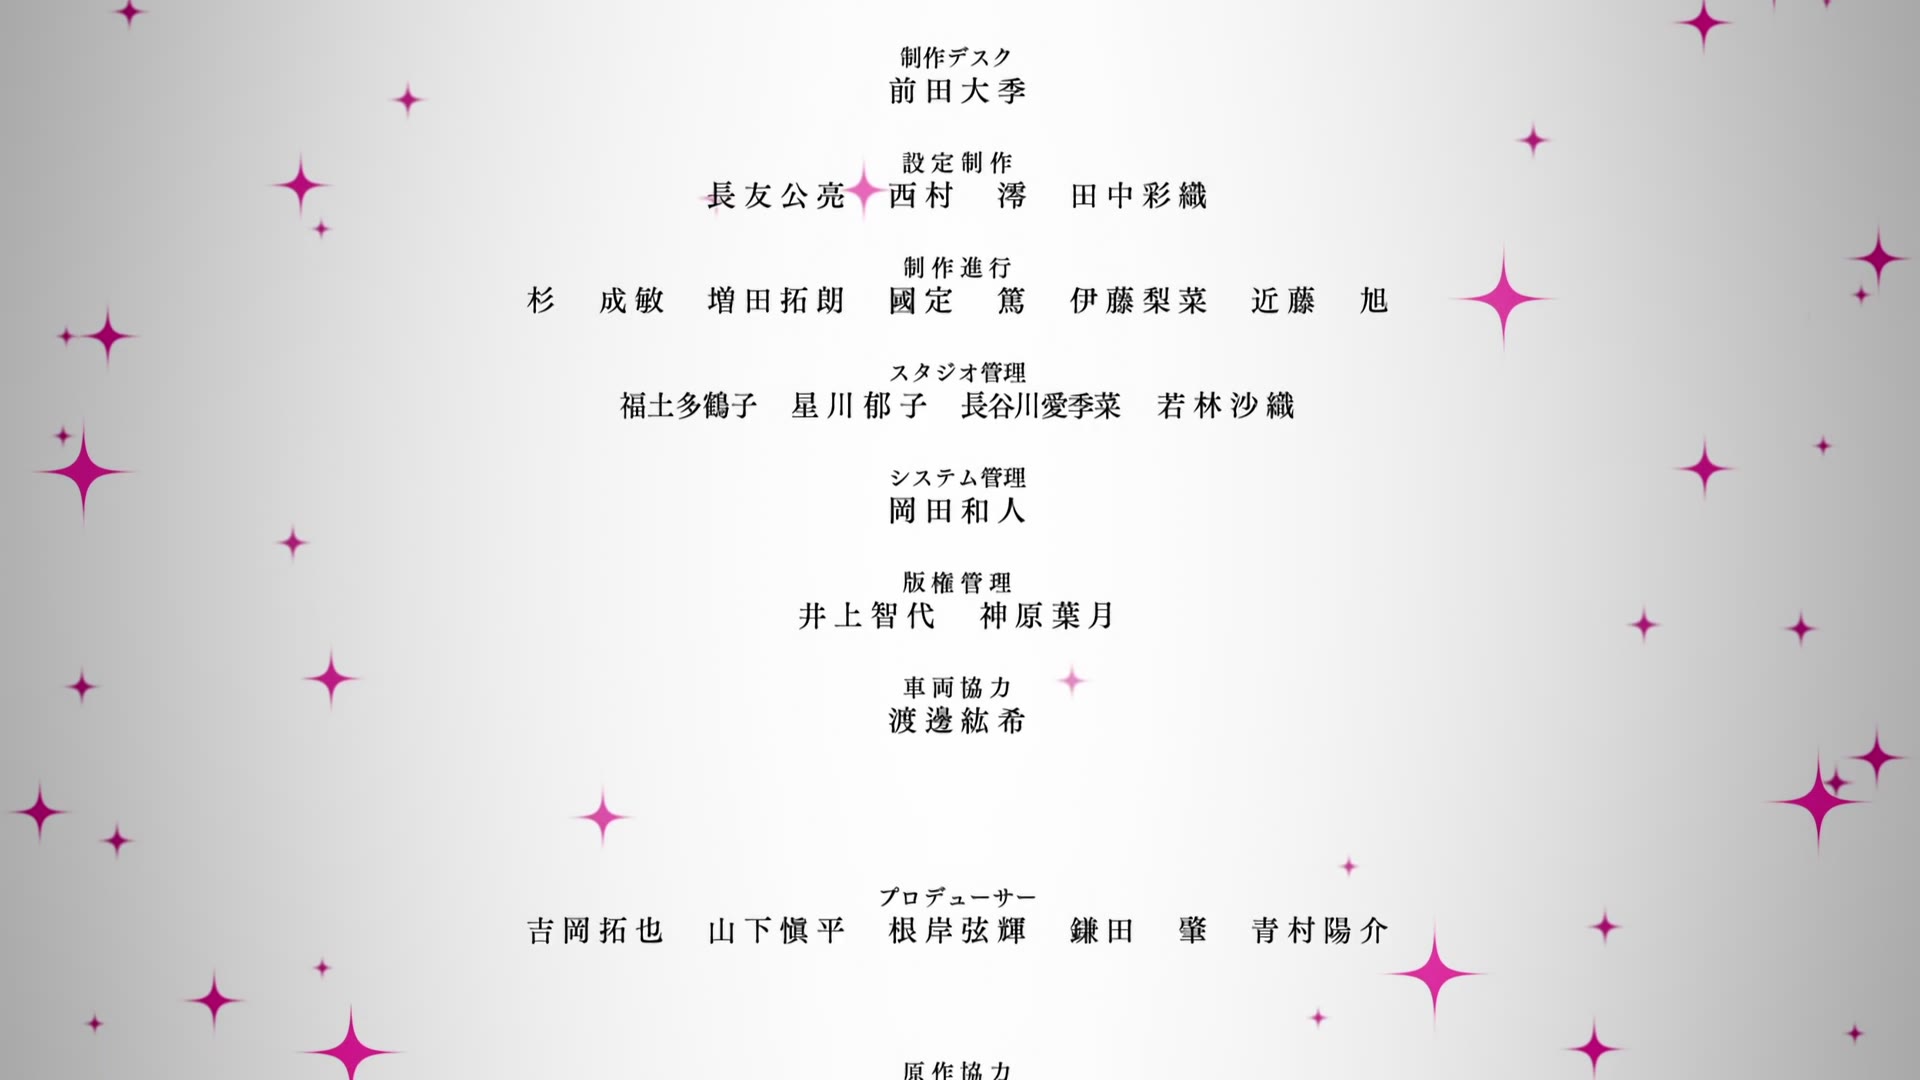 制作デスク
前田大季
設定制作
長友公亮　西村　澪　田中彩織
制作進行
杉　成敏　増田拓朗　國定　篤　伊藤梨菜　近藤　旭
スタジオ管理
福士多鶴子　星川郁子　長谷川愛季菜　若林沙織
システム管理
岡田和人
版権管理
井上智代　神原葉月
車両協力
渡邊紘希
プロデューサー
吉岡拓也　山下愼平　根岸弦輝　鎌田　肇　青村陽介
原作協力